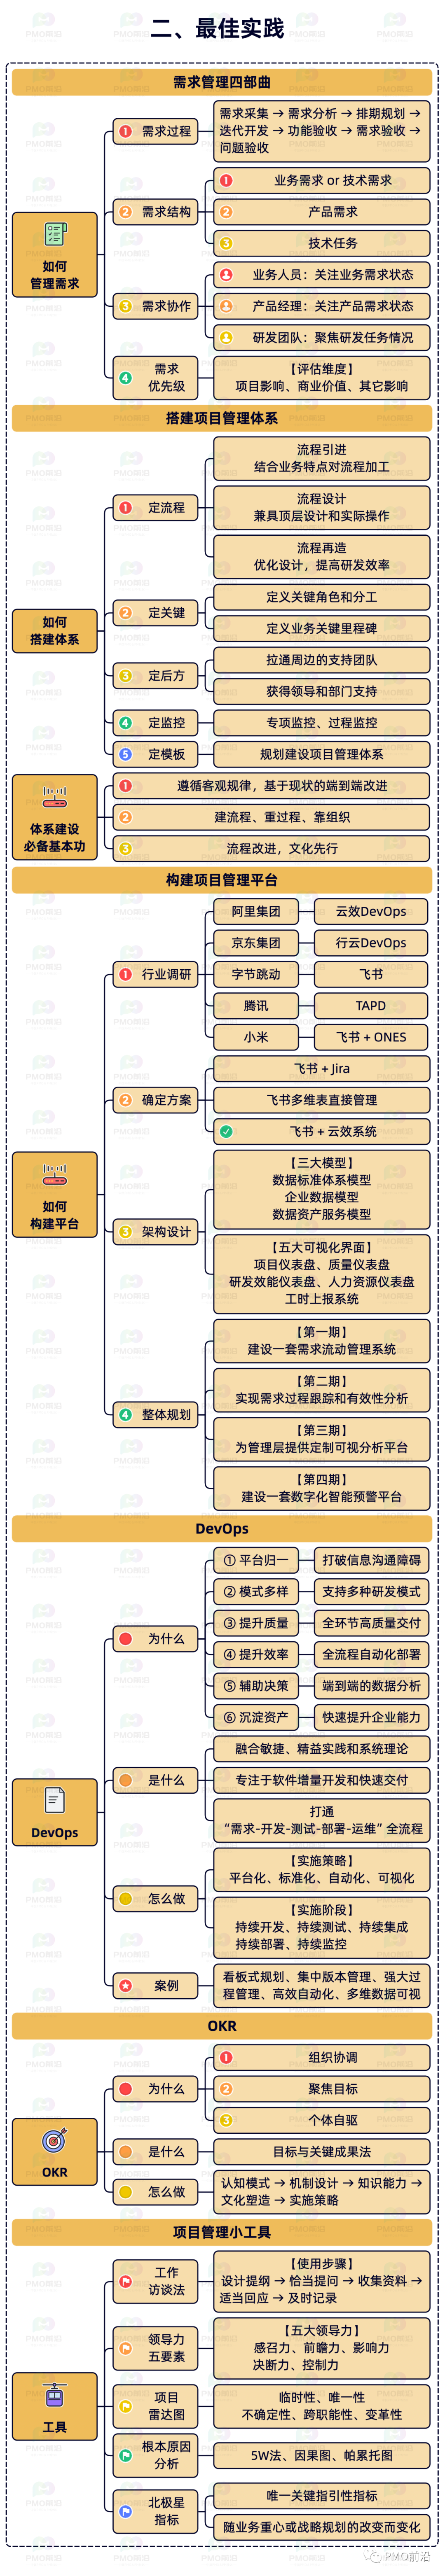 二、最佳实践
需求管理四部曲
如何
管理需求
1 需求过程
需求采集 → 需求分析 → 排期规划 →
迭代开发 → 功能验收 → 需求验收 →
问题验收
2 需求结构
1 业务需求 or 技术需求
2 产品需求
3 技术任务
3 需求协作
业务人员：关注业务需求状态
产品经理：关注产品需求状态
研发团队：聚焦研发任务情况
4 需求
优先级
【评估维度】
项目影响、商业价值、其它影响
搭建项目管理体系
如何
搭建体系
1 定流程
流程引进
结合业务特点对流程加工
流程设计
兼具顶层设计和实际操作
流程再造
优化设计，提高研发效率
2 定关键
定义关键角色和分工
定义业务关键里程碑
3 定后方
拉通周边的支持团队
获得领导和部门支持
4 定监控
专项监控、过程监控
5 定模板
规划建设项目管理体系
体系建设
必备基本功
1 遵循客观规律，基于现状的端到端改进
2 建流程、重过程、靠组织
3 流程改进，文化先行
构建项目管理平台
如何
构建平台
1 行业调研
阿里集团 云效DevOps
京东集团 行云DevOps
字节跳动 飞书
腾讯 TAPD
小米 飞书 + ONES
2 确定方案
飞书 + Jira
飞书多维表直接管理
飞书 + 云效系统
3 架构设计
【三大模型】
数据标准体系模型
企业数据模型
数据资产服务模型
【五大可视化界面】
项目仪表盘、质量仪表盘
研发效能仪表盘、人力资源仪表盘
工时上报系统
4 整体规划
【第一期】
建设一套需求流动管理系统
【第二期】
实现需求过程跟踪和有效性分析
【第三期】
为管理层提供定制可视分析平台
【第四期】
建设一套数字化智能预警平台
DevOps
DevOps
为什么
① 平台归一 打破信息沟通障碍
② 模式多样 支持多种研发模式
③ 提升质量 全环节高质量交付
④ 提升效率 全流程自动化部署
⑤ 辅助决策 端到端的数据分析
⑥ 沉淀资产 快速提升企业能力
是什么
融合敏捷、精益实践和系统理论
专注于软件增量开发和快速交付
打通
“需求-开发-测试-部署-运维” 全流程
怎么做
【实施策略】
平台化、标准化、自动化、可视化
【实施阶段】
持续开发、持续测试、持续集成
持续部署、持续监控
案例
看板式规划、集中版本管理、强大过
程管理、高效自动化、多维数据可视
OKR
OKR
为什么
1 组织协调
2 聚焦目标
3 个体自驱
是什么
目标与关键成果法
怎么做
认知模式 → 机制设计 → 知识能力 →
文化塑造 → 实施策略
项目管理小工具
工具
工作
访谈法
【使用步骤】
设计提纲 → 恰当提问 → 收集资料 →
适当回应 → 及时记录
领导力
五要素
【五大领导力】
感召力、前瞻力、影响力
决断力、控制力
项目
雷达图
临时性、唯一性
不确定性、跨职能性、变革性
根本原因
分析
5W法、因果图、帕累托图
北极星
指标
唯一关键指引性指标
随业务重心或战略规划的改变而变化
PMO前沿